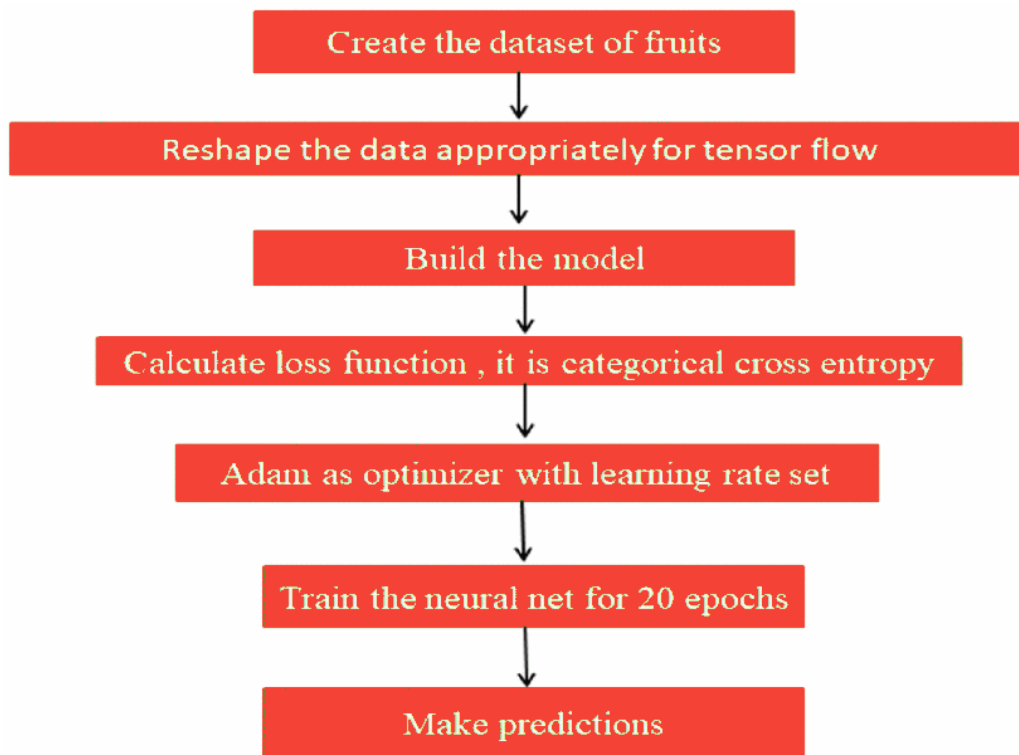 Create the dataset of fruits
Reshape the data appropriately for tensor flow
Build the model
Calculate loss function , it is categorical cross entropy
Adam as optimizer with learning rate set
Train the neural net for 20 epochs
Make predictions